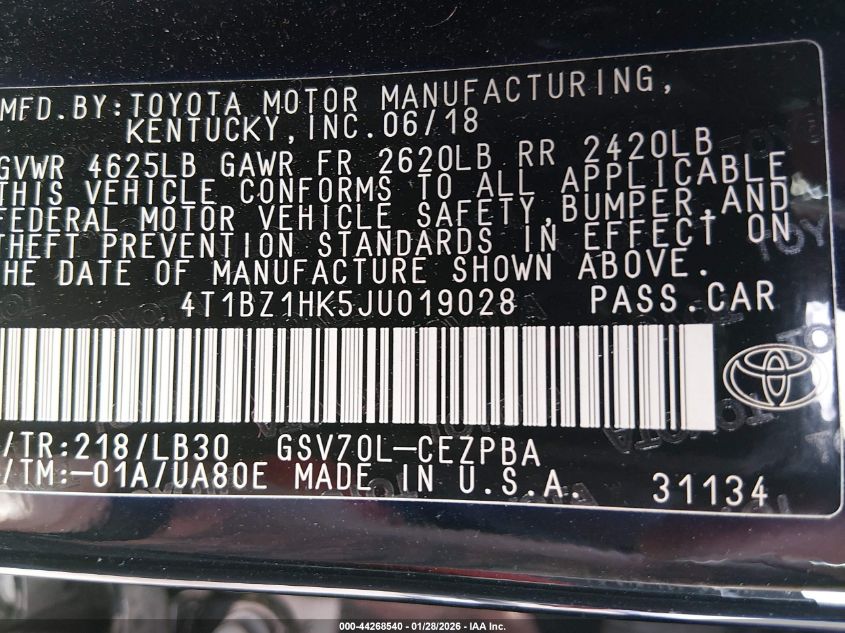 MFD.BY:TOYOTA MOTOR MANUFACTURING,
KENTUCKY,INC.06/18
GVWR 4625LB GAWR FR 2620LB RR 2420LB
THIS VEHICLE CONFORMS TO ALL APPLICABLE
FEDERAL MOTOR VEHICLE SAFETY,BUMPER,AND
THEFT PREVENTION STANDARDS IN EFFECT ON
THE DATE OF MANUFACTURE SHOWN ABOVE.
4T1BZ1HK5JU019028 PASS.CAR
/TR:218/LB30 GSV70L-CEZPBA
/TM:-01A/UA80E MADE IN U.S.A. 31134
000-44268540 - 01/28/2026 - IAA Inc.